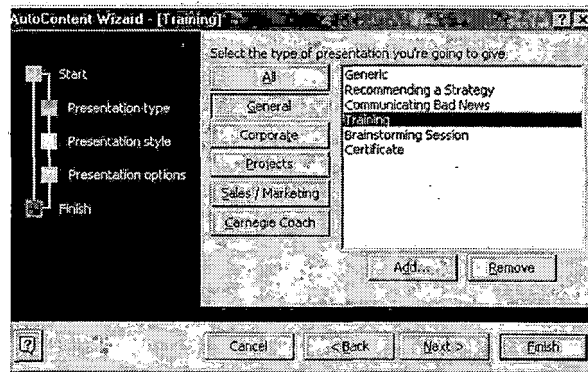 AutoContent Wizard - [Training]
Start
Presentation type
Presentation style
Presentation options
Finish
Select the type of presentation you're going to give
All
General
Corporate
Projects
Sales / Marketing
Carnegie Coach
Generic
Recommending a Strategy
Communicating Bad News
Training
Brainstorming Session
Certificate
Add...
Remove
Cancel
< Back
Next >
Finish